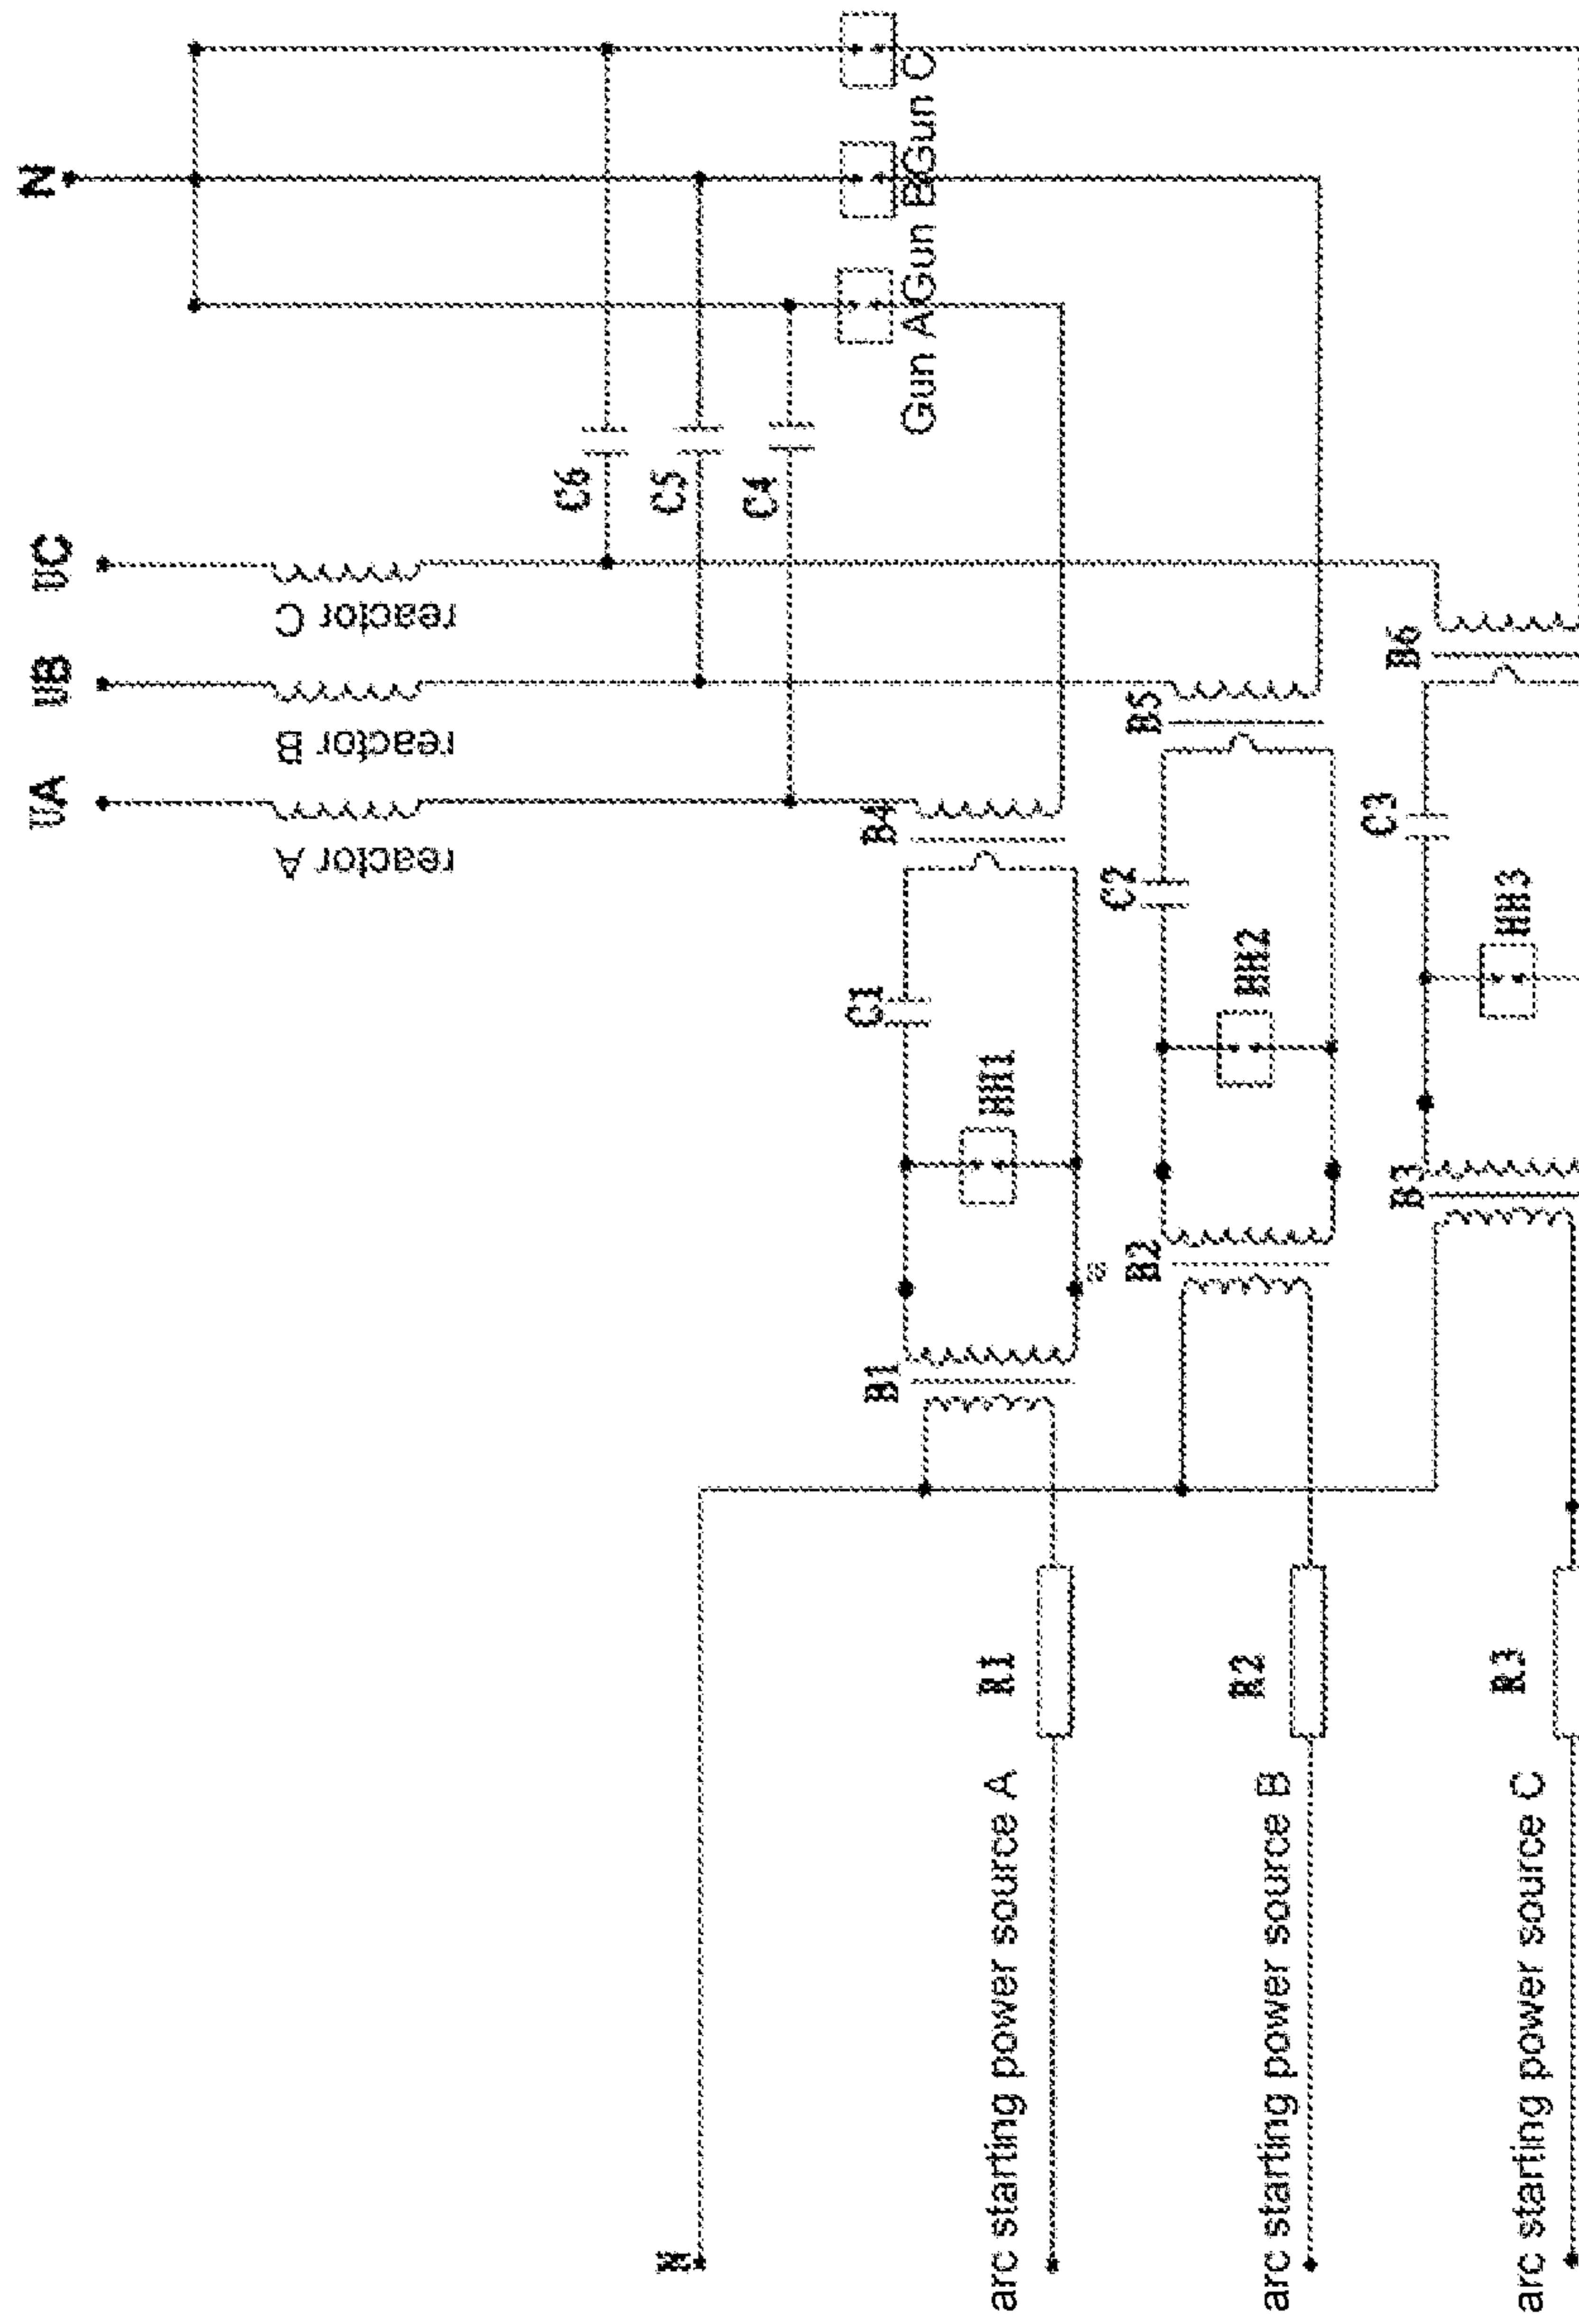 N
UC
UB
UA
reactor C
reactor B
reactor A
C6
C5
C4
Gun A Gun B Gun C
B4
B5
B6
C1
C2
C3
HH1
HH2
HH3
B1
B2
B3
R1
R2
R3
N
arc starting power source A
arc starting power source B
arc starting power source C